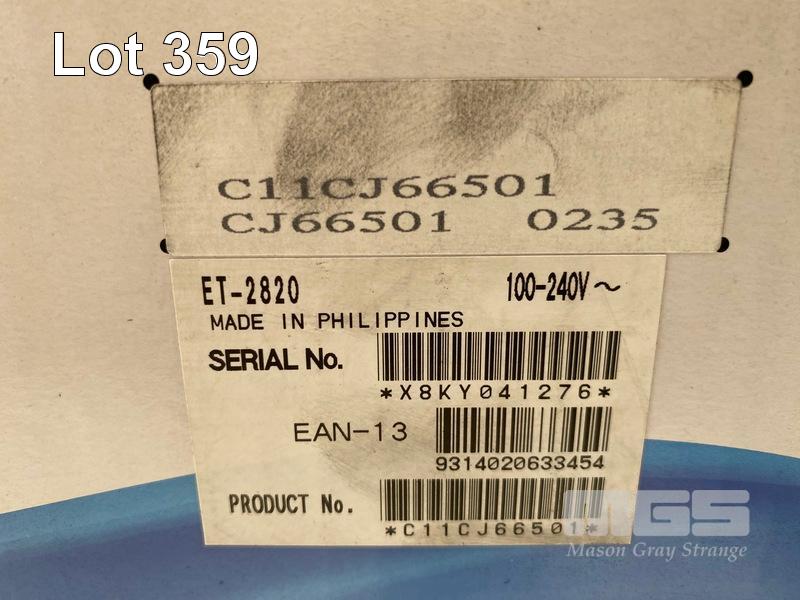 Lot 359
C11CJ66501
CJ66501 0235
ET-2820 100-240V～
MADE IN PHILIPPINES
SERIAL No.
*X8KY041276*
EAN-13
9314020633454
PRODUCT No.
*C11CJ66501*
MGS
Mason Gray Strange